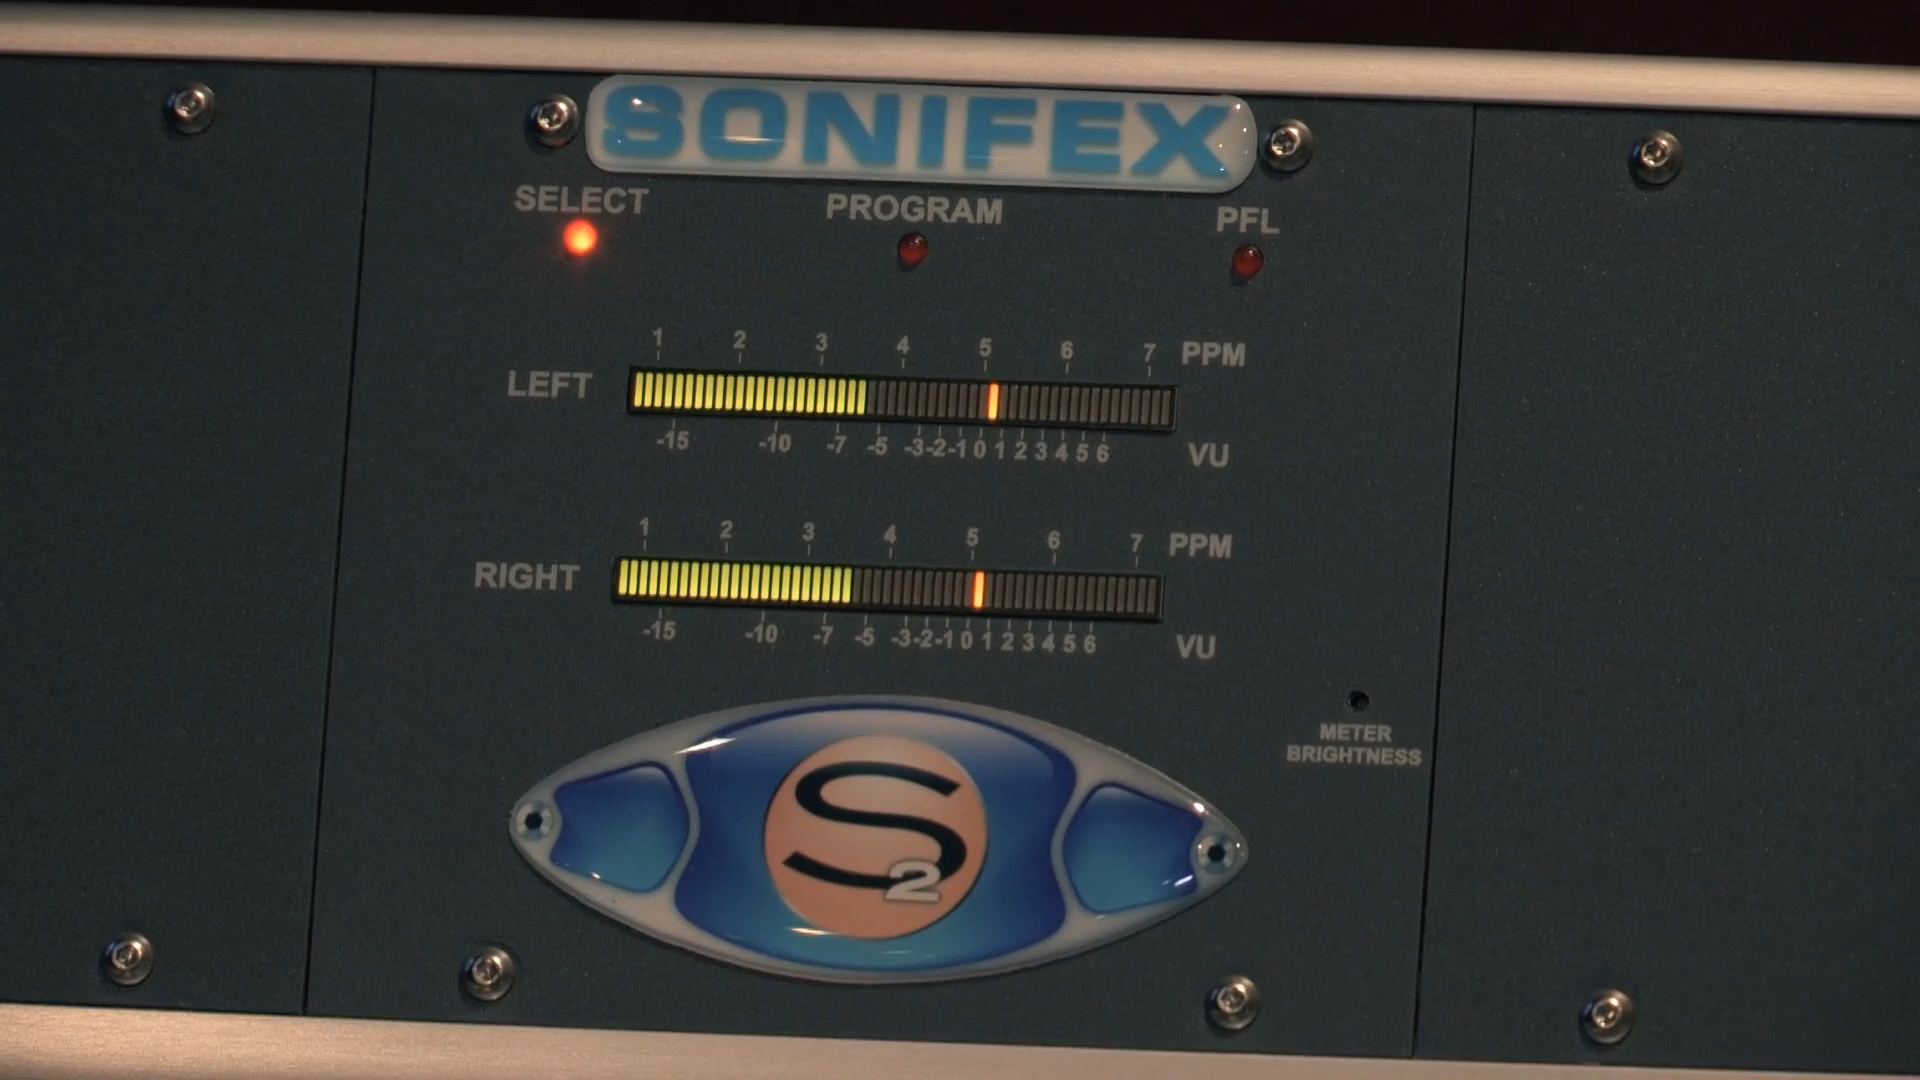 SONIFEX
SELECT PROGRAM PFL
1 2 3 4 5 6 7 PPM
LEFT
-15 -10 -7 -5 -3 -2 -1 0 1 2 3 4 5 6 VU
1 2 3 4 5 6 7 PPM
RIGHT
-15 -10 -7 -5 -3 -2 -1 0 1 2 3 4 5 6 VU
METER
BRIGHTNESS
S2